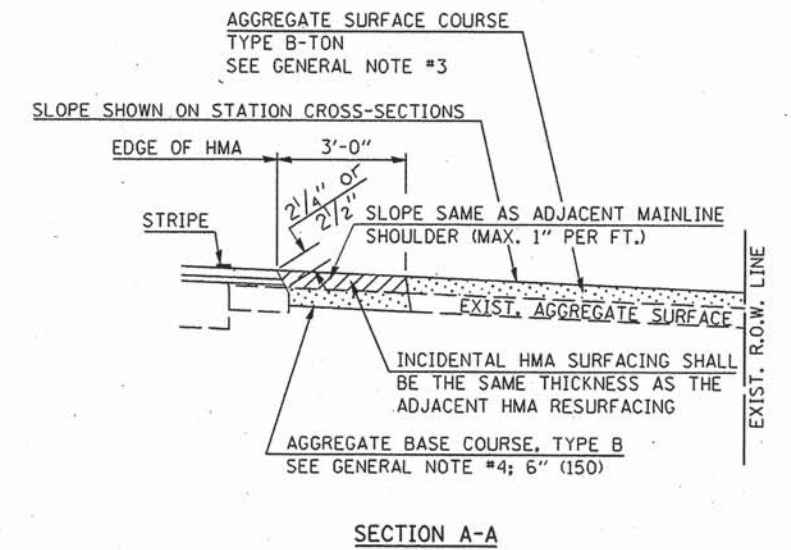 AGGREGATE SURFACE COURSE
TYPE B-TON
SEE GENERAL NOTE #3
SLOPE SHOWN ON STATION CROSS-SECTIONS
EDGE OF HMA
3'-0"
2 1/4" or
2 1/2"
STRIPE
SLOPE SAME AS ADJACENT MAINLINE
SHOULDER (MAX. 1" PER FT.)
EXIST. AGGREGATE SURFACE
EXIST. R.O.W. LINE
INCIDENTAL HMA SURFACING SHALL
BE THE SAME THICKNESS AS THE
ADJACENT HMA RESURFACING
AGGREGATE BASE COURSE, TYPE B
SEE GENERAL NOTE #4; 6" (150)
SECTION A-A